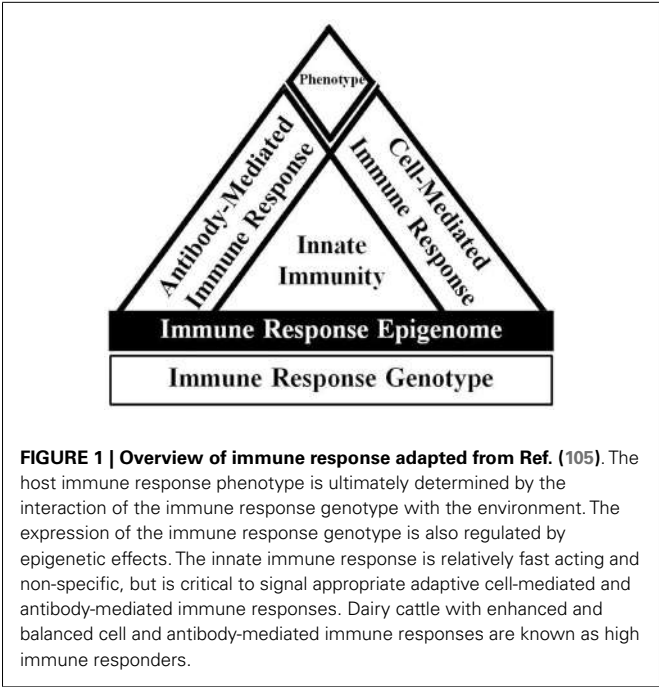 Phenotype
Antibody-Mediated
Immune Response
Cell-Mediated
Immune Response
Innate
Immunity
Immune Response Epigenome
Immune Response Genotype
FIGURE 1 | Overview of immune response adapted from Ref. (105). The
host immune response phenotype is ultimately determined by the
interaction of the immune response genotype with the environment. The
expression of the immune response genotype is also regulated by
epigenetic effects. The innate immune response is relatively fast acting and
non-specific, but is critical to signal appropriate adaptive cell-mediated and
antibody-mediated immune responses. Dairy cattle with enhanced and
balanced cell and antibody-mediated immune responses are known as high
immune responders.